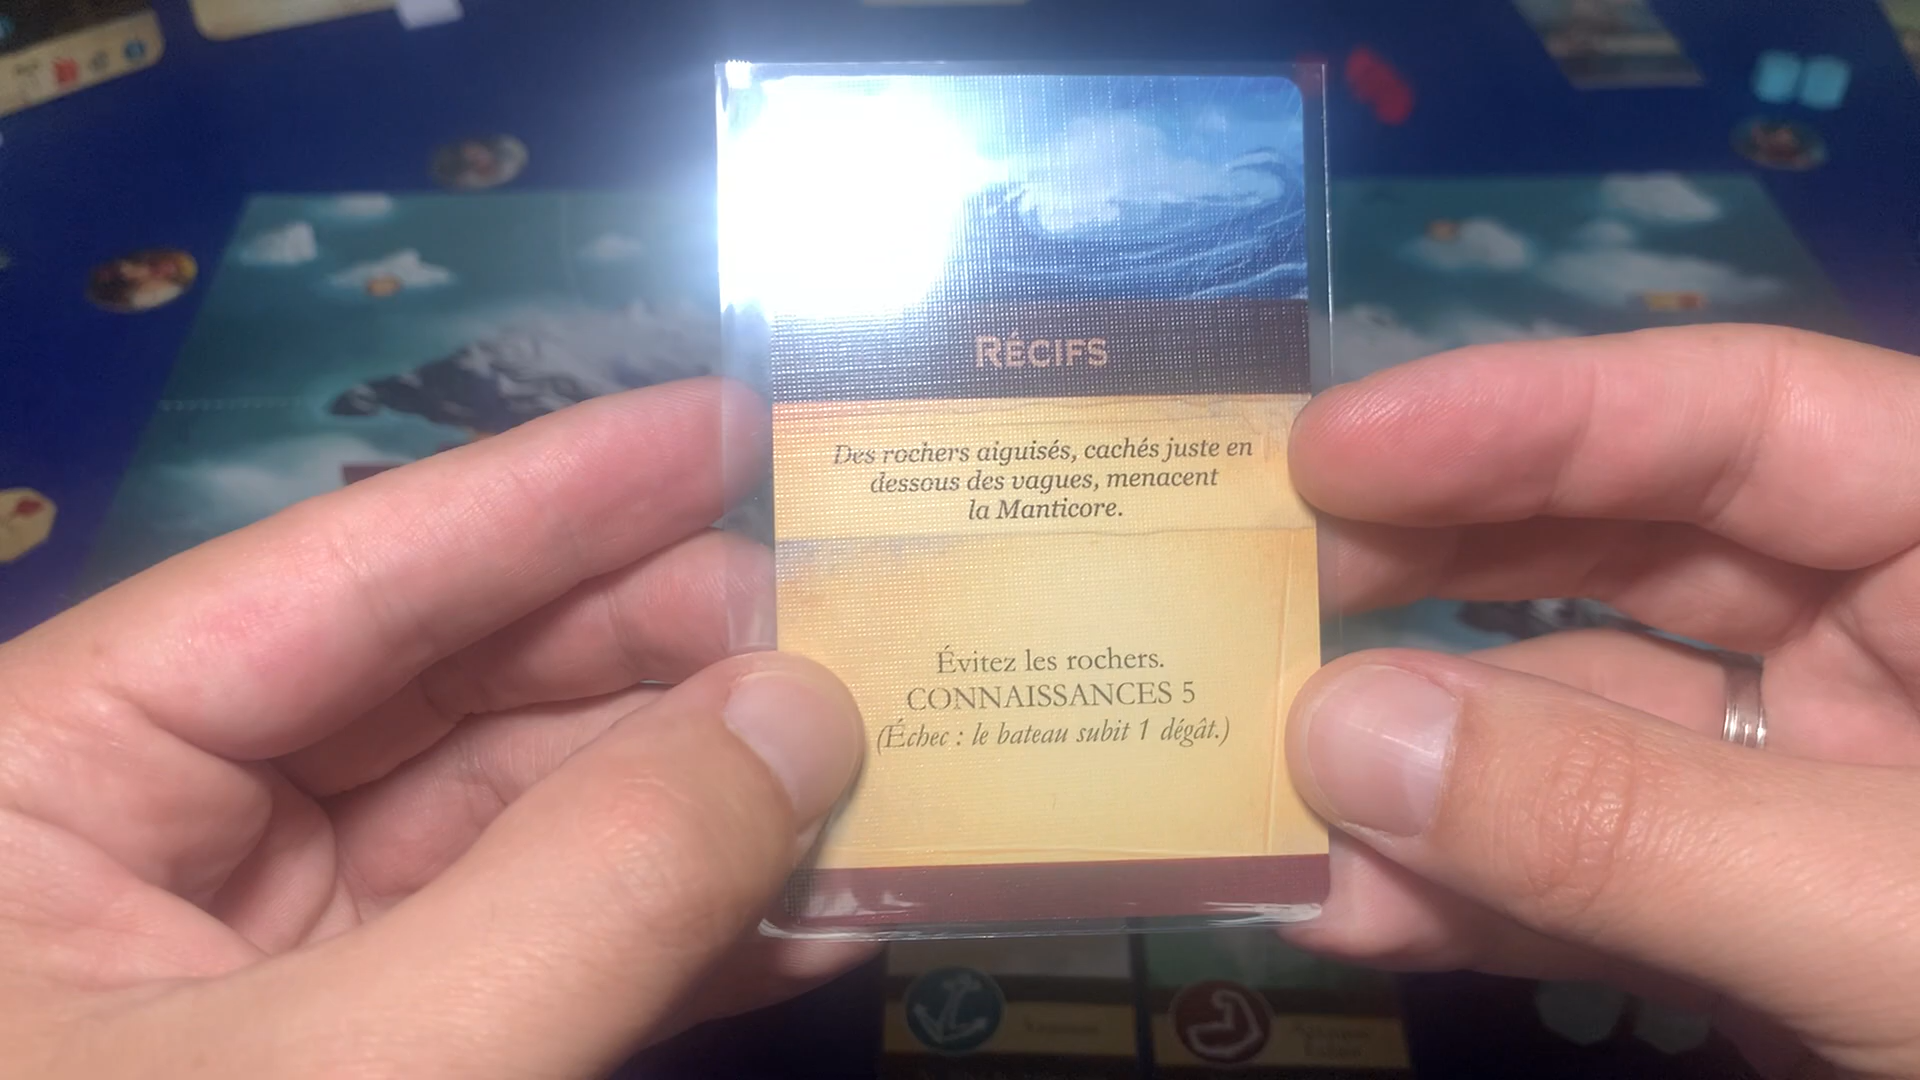 RÉCIFS
Des rochers aiguisés, cachés juste en
dessous des vagues, menacent
la Manticore.
Évitez les rochers.
CONNAISSANCES 5
(Échec : le bateau subit 1 dégât.)